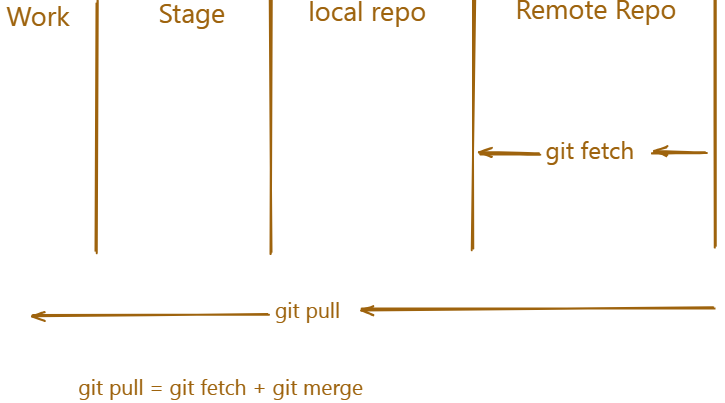 Work
Stage
local repo
Remote Repo
git fetch
git pull
git pull = git fetch + git merge